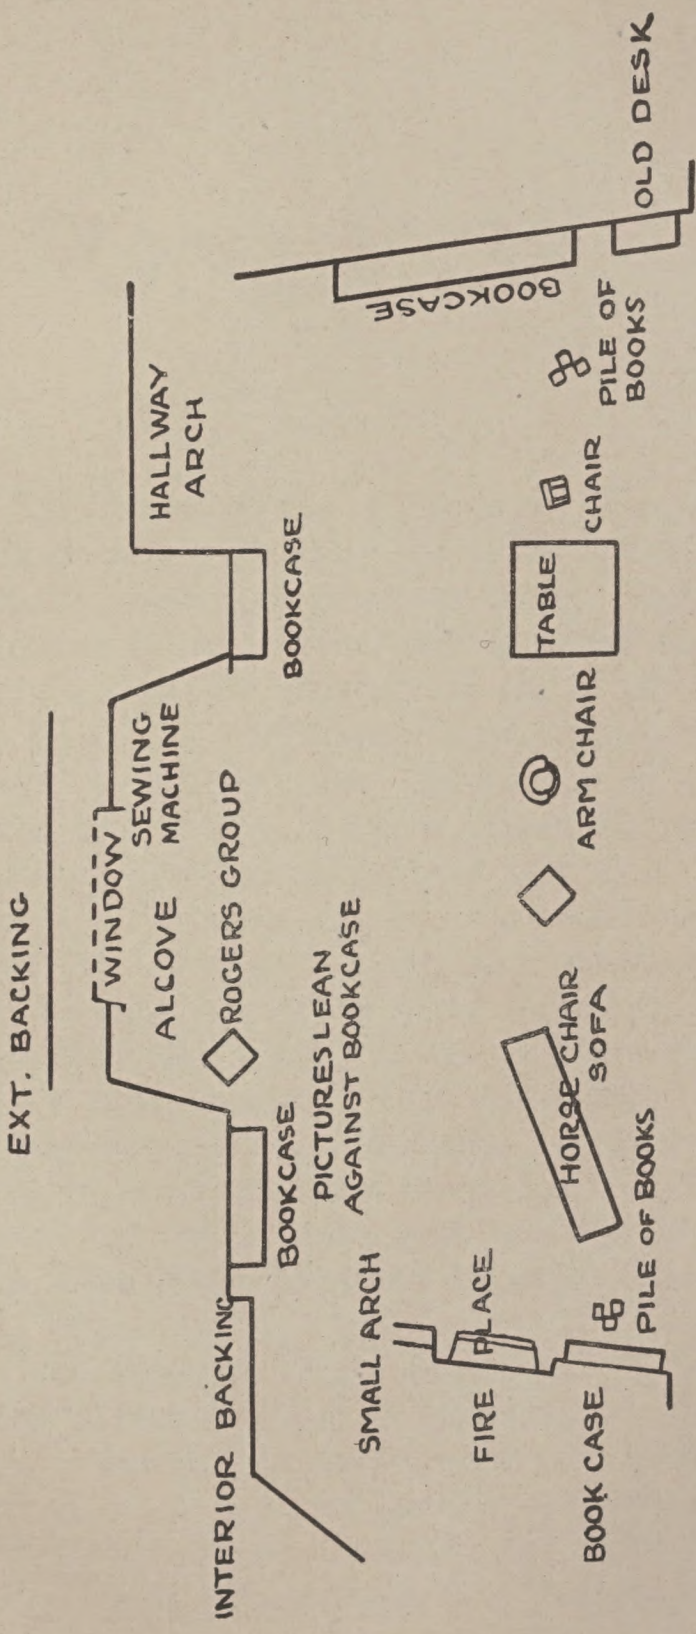 EXT. BACKING
WINDOW
ALCOVE
SEWING
MACHINE
HALLWAY
ARCH
INTERIOR BACKING
ROGERS GROUP
BOOKCASE
BOOKCASE
PICTURES LEAN
AGAINST BOOKCASE
BOOKCASE
SMALL ARCH
FIRE PLACE
HORSE CHAIR
SOFA
ARM CHAIR
TABLE
CHAIR
PILE OF
BOOKS
OLD DESK
BOOK CASE
PILE OF BOOKS